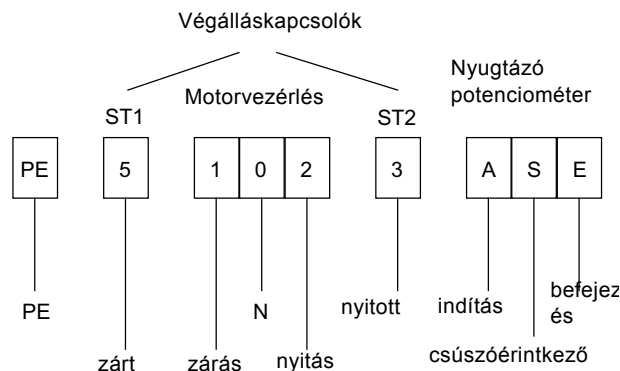 Végálláskapcsolók
Nyugtázó
potenciométer
Motorvezérlés
ST1
ST2
PE 5 1 0 2 3 A S E
PE
N
nyitott
indítás
befejez
és
zárt
zárás
nyitás
csúszóérintkező